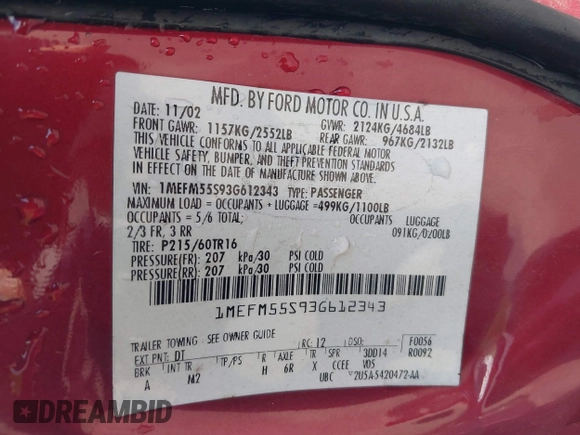 MFD. BY FORD MOTOR CO. IN U.S.A.
DATE: 11/02 GVWR: 2124KG/4684LB
FRONT GAWR: 1157KG/2552LB REAR GAWR: 967KG/2132LB
THIS VEHICLE CONFORMS TO ALL APPLICABLE FEDERAL MOTOR
VEHICLE SAFETY, BUMPER, AND THEFT PREVENTION STANDARDS
IN EFFECT ON THE DATE OF MANUFACTURE SHOWN ABOVE.
VIN: 1MEFM55S93G612343 TYPE: PASSENGER
MAXIMUM LOAD = OCCUPANTS + LUGGAGE =499KG/1100LB
OCCUPANTS = 5/6 TOTAL: OCCUPANTS LUGGAGE
2/3 FR, 3 RR 091KG/0200LB
TIRE: P215/60TR16
PRESSURE(FR): 207 kPa/30 PSI COLD
PRESSURE(RR): 207 kPa/30 PSI COLD
1MEFM55S93G612343
TRAILER TOWING : SEE OWNER GUIDE
EXT PNT: DT RC: 12 DSO: F0056
BRK INT TR TP/PS R AXLE TR SPR 3DD14 R0092
A M2 H 6R X CCEE VDS
UBC V2U5A5420472-AA
DREAMBID